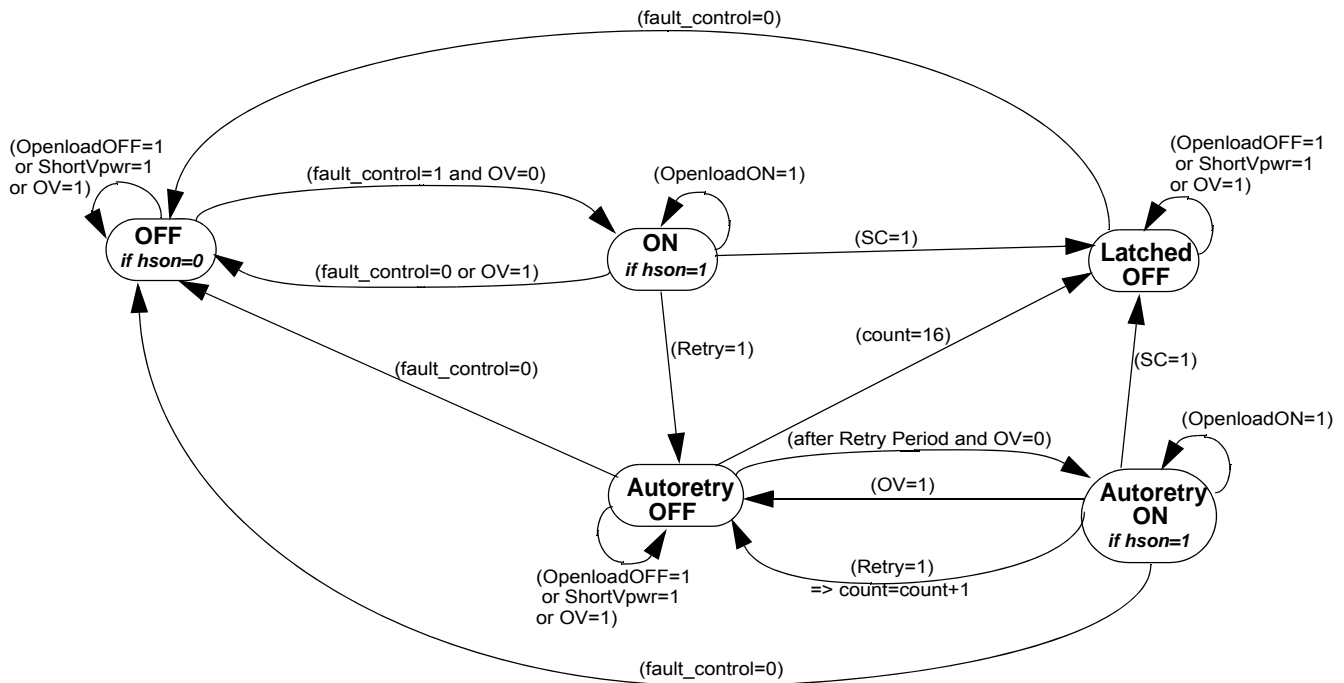 (fault_control=0)
(OpenloadOFF=1
or ShortVpwr=1
or OV=1)
(fault_control=1 and OV=0)
(OpenloadON=1)
(OpenloadOFF=1
or ShortVpwr=1
or OV=1)
OFF
if hson=0
ON
if hson=1
(SC=1)
Latched
OFF
(fault_control=0 or OV=1)
(count=16)
(Retry=1)
(SC=1)
(fault_control=0)
(OpenloadON=1)
(after Retry Period and OV=0)
Autoretry
OFF
(OV=1)
Autoretry
ON
if hson=1
(Retry=1)
=> count=count+1
(OpenloadOFF=1
or ShortVpwr=1
or OV=1)
(fault_control=0)